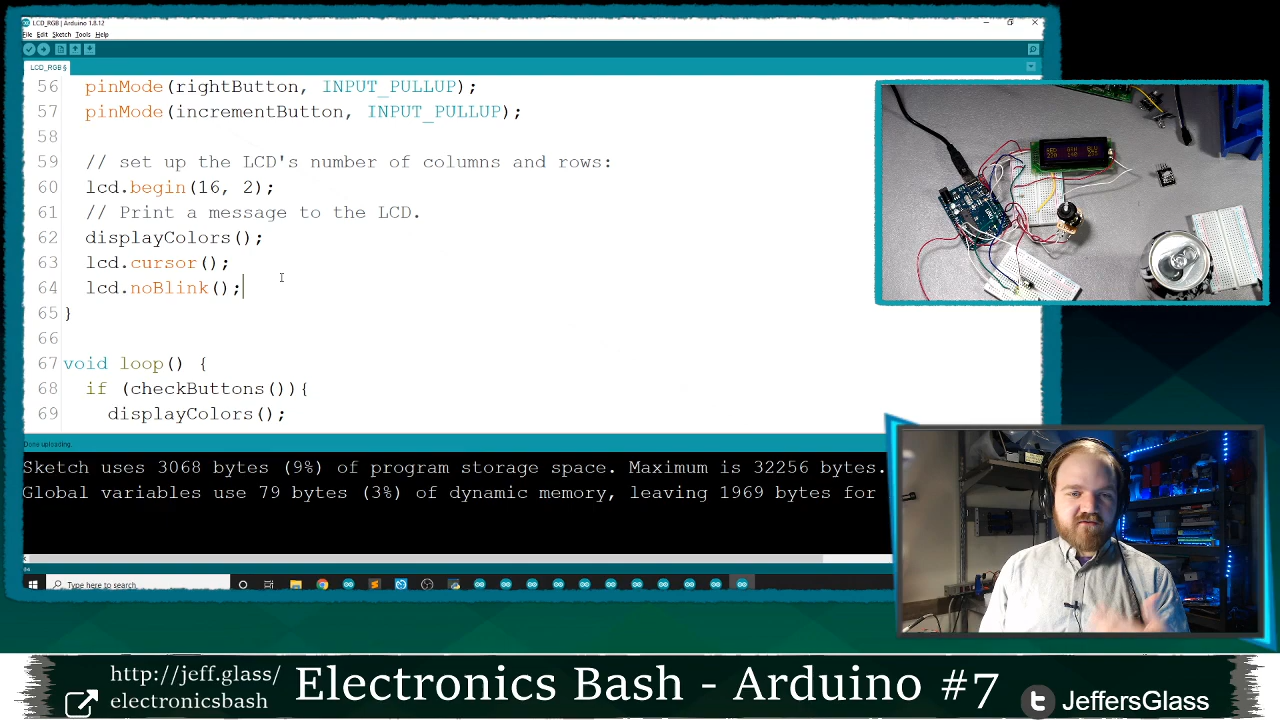 LCD_RGB | Arduino 1.8.12
File Edit Sketch Tools Help
LCD_RGB §
56 pinMode(rightButton, INPUT_PULLUP);
57 pinMode(incrementButton, INPUT_PULLUP);
58
59 // set up the LCD's number of columns and rows:
60 lcd.begin(16, 2);
61 // Print a message to the LCD.
62 displayColors();
63 lcd.cursor();
64 lcd.noBlink();
65 }
66
67 void loop() {
68 if (checkButtons()){
69 displayColors();
Done uploading.
Sketch uses 3068 bytes (9%) of program storage space. Maximum is 32256 bytes.
Global variables use 79 bytes (3%) of dynamic memory, leaving 1969 bytes for
Type here to search
http://jeff.glass/
electronicsbash
Electronics Bash - Arduino #7
JeffersGlass